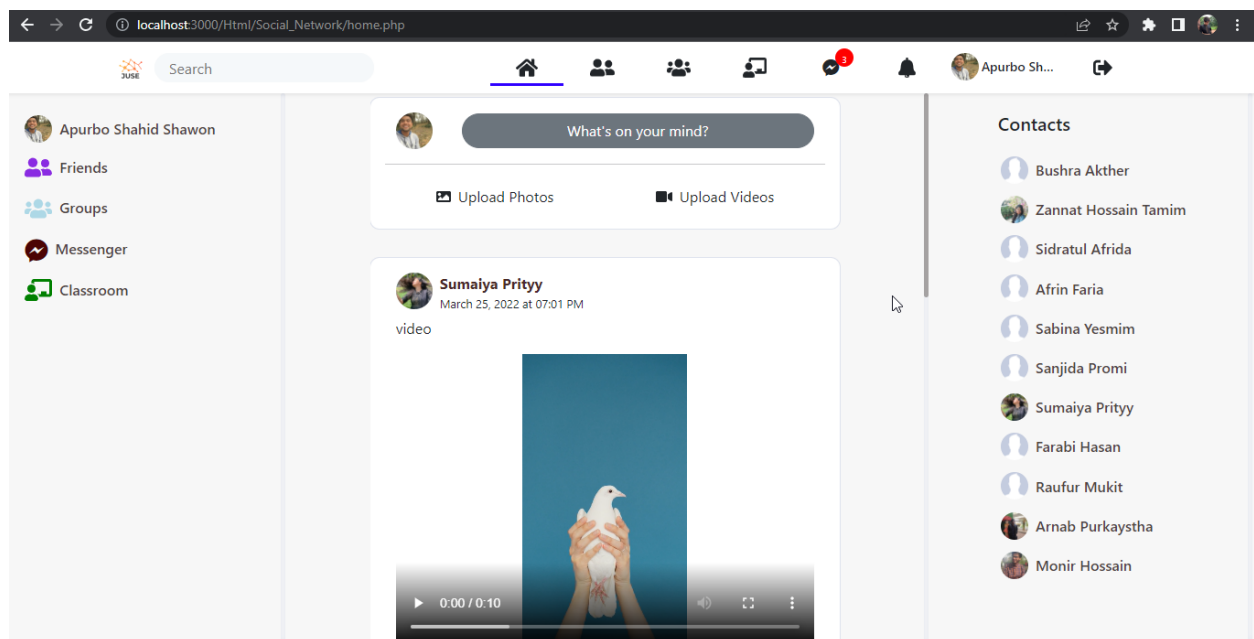 localhost:3000/Html/Social_Network/home.php
JUSE
Search
3
Apurbo Sh...
Apurbo Shahid Shawon
Friends
Groups
Messenger
Classroom
What's on your mind?
Upload Photos
Upload Videos
Sumaiya Prityy
March 25, 2022 at 07:01 PM
video
0:00 / 0:10
Contacts
Bushra Akther
Zannat Hossain Tamim
Sidratul Afrida
Afrin Faria
Sabina Yesmim
Sanjida Promi
Sumaiya Prityy
Farabi Hasan
Raufur Mukit
Arnab Purkaystha
Monir Hossain